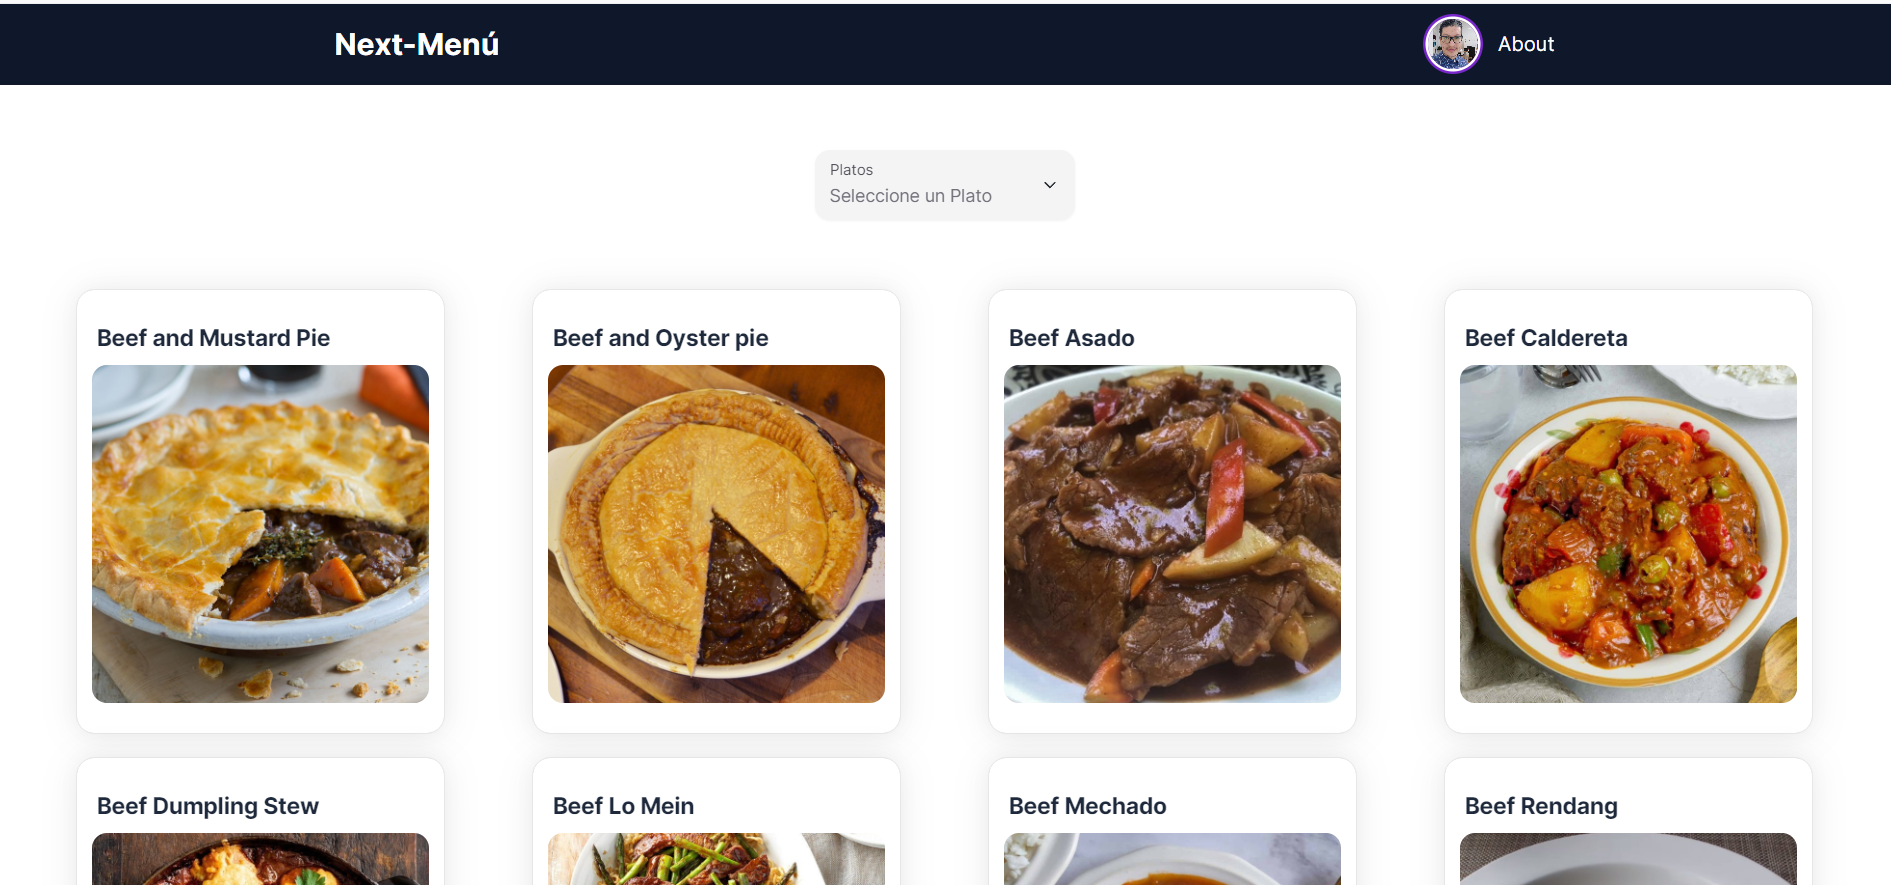 Next-Menú
About
Platos
Seleccione un Plato
Beef and Mustard Pie
Beef and Oyster pie
Beef Asado
Beef Caldereta
Beef Dumpling Stew
Beef Lo Mein
Beef Mechado
Beef Rendang